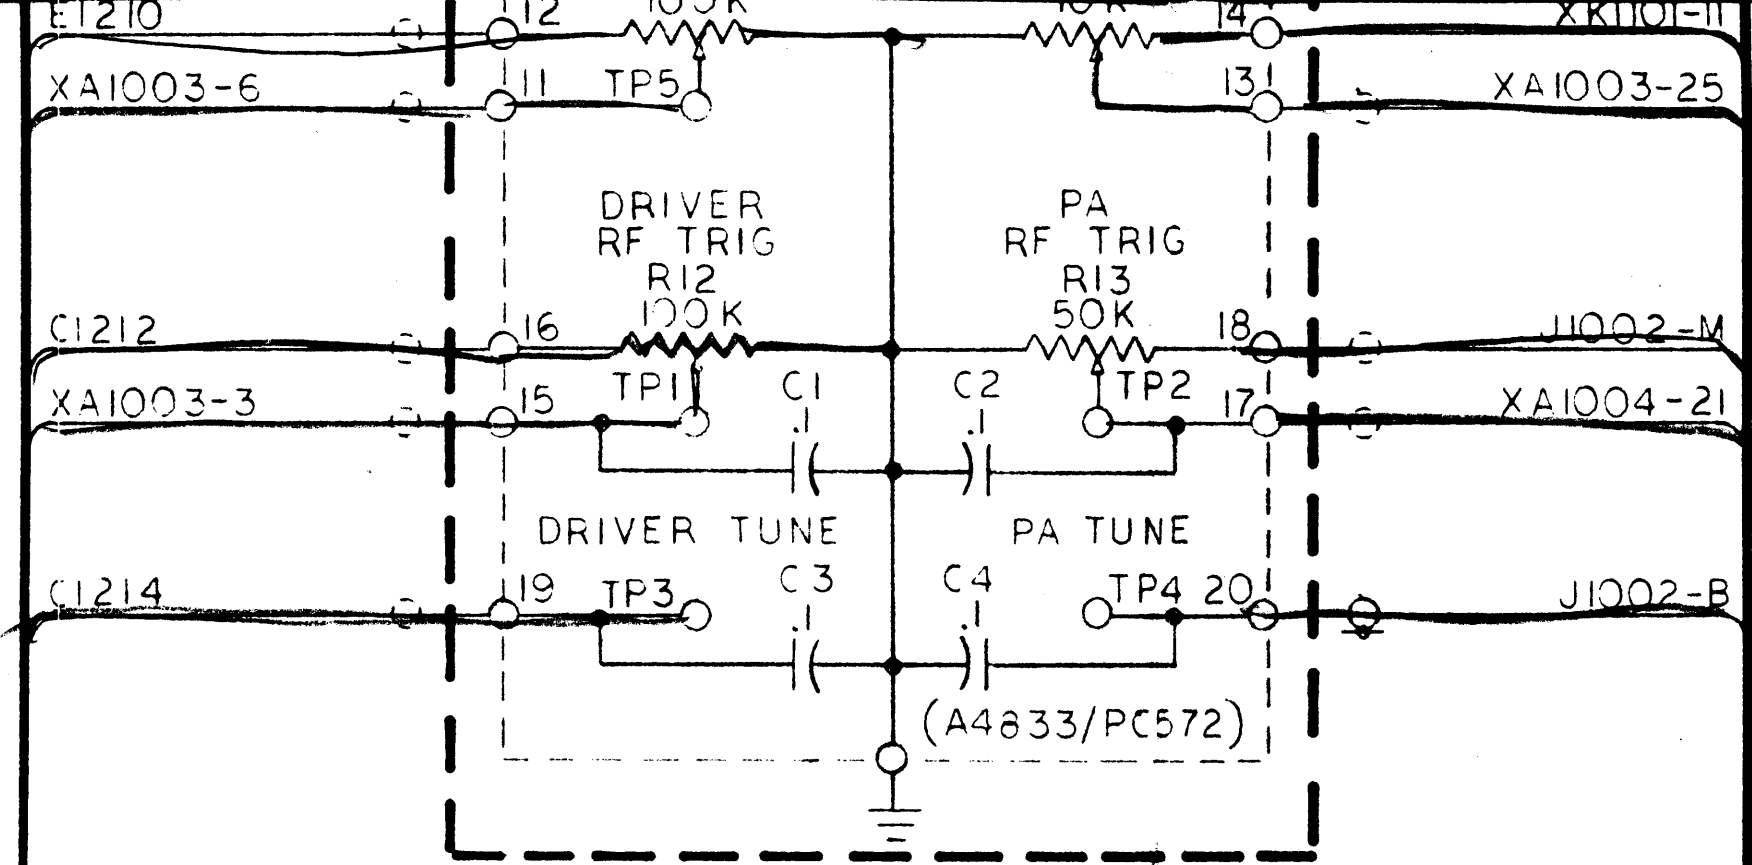 E1210 12 14 XK1101-11
XA1003-6 11 TP5 13 XA1003-25
DRIVER
RF TRIG
R12
100K
PA
RF TRIG
R13
50K
C1212 16 18 J1002-M
XA1003-3 15 TP1 C1 C2 TP2 17 XA1004-21
.1 .1
DRIVER TUNE PA TUNE
C1214 19 TP3 C3 C4 TP4 20 J1002-B
.1 .1
(A4833/PC572)